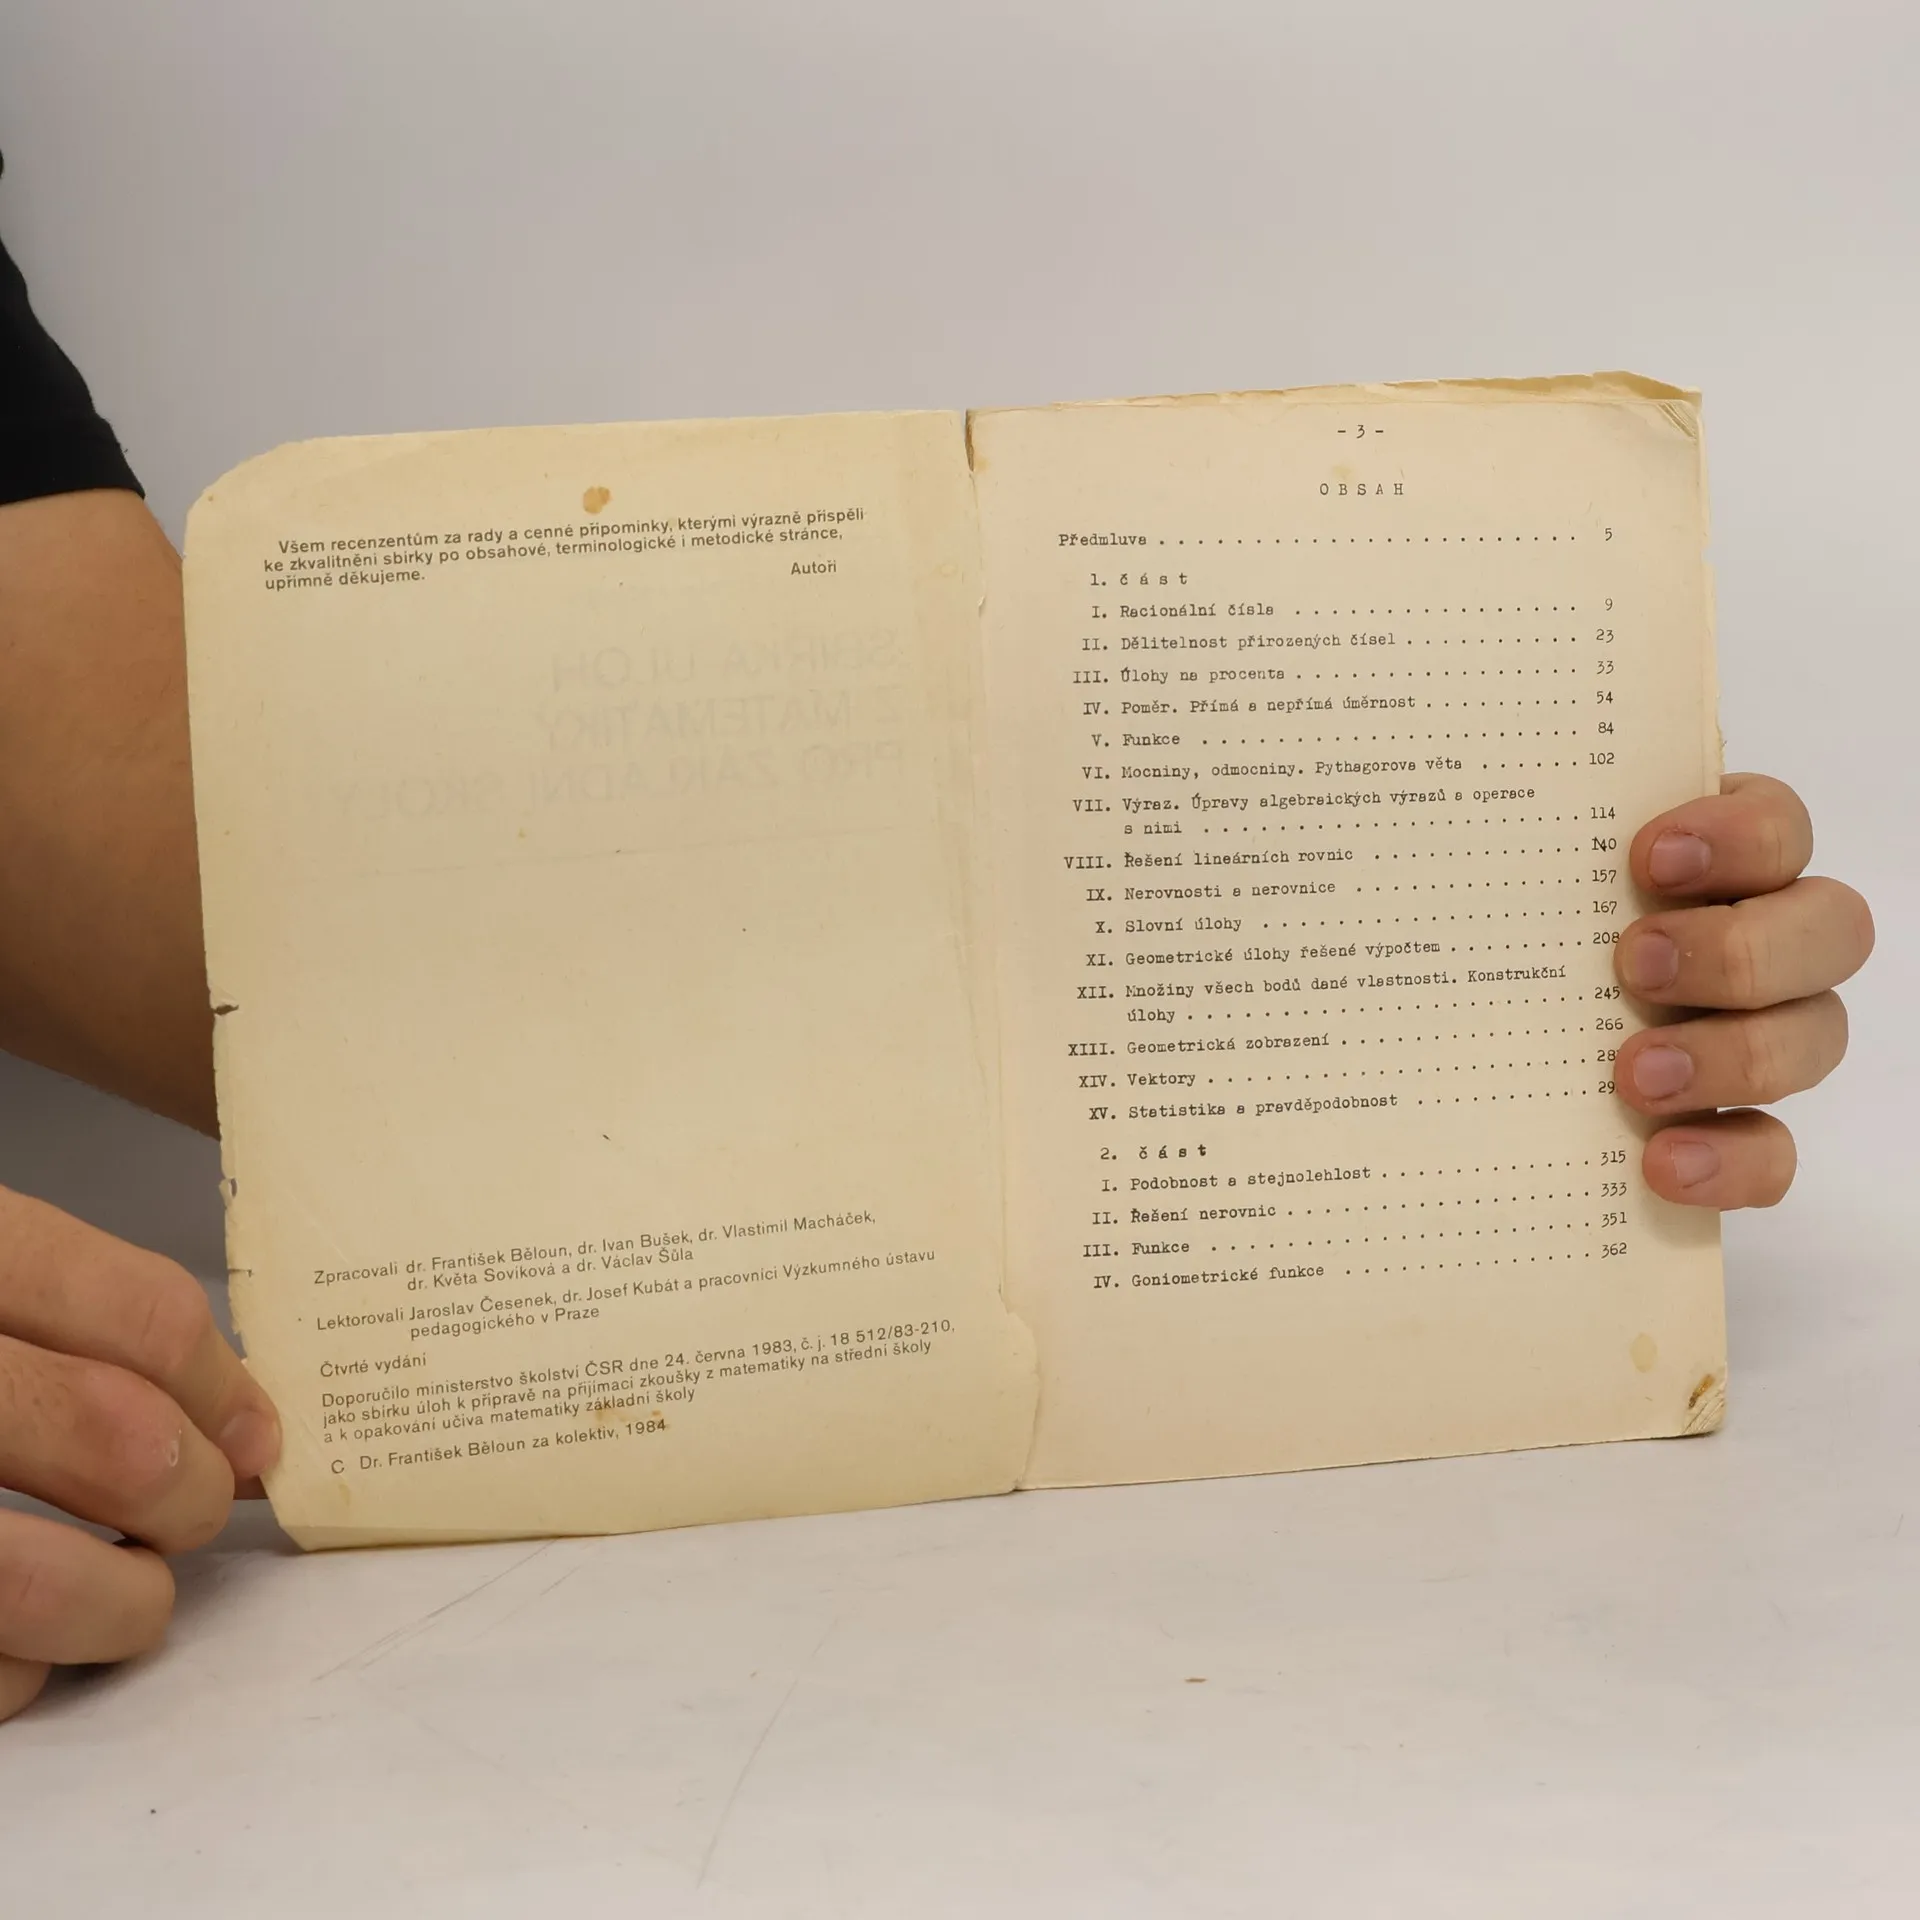 Všem recenzentům za rady a cenné připomínky, kterými výrazně přispěli
ke zkvalitnění sbírky po obsahové, terminologické i metodické stránce,
upřímně děkujeme.
Autoři
Zpracovali dr. František Běloun, dr. Ivan Bušek, dr. Vlastimil Macháček,
dr. Květa Sovíková a dr. Václav Šůla
Lektorovali Jaroslav Česenek, dr. Josef Kubát a pracovníci Výzkumného ústavu
pedagogického v Praze
Čtvrté vydání
Doporučilo ministerstvo školství ČSR dne 24. června 1983, č. j. 18 512/83-210,
jako sbírku úloh k přípravě na přijímací zkoušky z matematiky na střední školy
a k opakování učiva matematiky základní školy
C Dr. František Běloun za kolektiv, 1984
- 3 -
O B S A H
Předmluva . . . . . . . . . . . . . . . . . . . . . . 5
1. č á s t
I. Racionální čísla . . . . . . . . . . . . . . . 9
II. Dělitelnost přirozených čísel . . . . . . . . . 23
III. Úlohy na procenta . . . . . . . . . . . . . . . 33
IV. Poměr. Přímá a nepřímá úměrnost . . . . . . . . 54
V. Funkce . . . . . . . . . . . . . . . . . . . . 84
VI. Mocniny, odmocniny. Pythagorova věta . . . . . . 102
VII. Výraz. Úpravy algebraických výrazů a operace
s nimi . . . . . . . . . . . . . . . . . . . . 114
VIII. Řešení lineárních rovnic . . . . . . . . . . . 140
IX. Nerovnosti a nerovnice . . . . . . . . . . . . 157
X. Slovní úlohy . . . . . . . . . . . . . . . . . 167
XI. Geometrické úlohy řešené výpočtem . . . . . . . 208
XII. Množiny všech bodů dané vlastnosti. Konstrukční
úlohy . . . . . . . . . . . . . . . . . . . . . 245
XIII. Geometrická zobrazení . . . . . . . . . . . . . 266
XIV. Vektory . . . . . . . . . . . . . . . . . . . . 28
XV. Statistika a pravděpodobnost . . . . . . . . . . 29
2. č á s t
I. Podobnost a stejnolehlost . . . . . . . . . . . 315
II. Řešení nerovnic . . . . . . . . . . . . . . . . 333
III. Funkce . . . . . . . . . . . . . . . . . . . . 351
IV. Goniometrické funkce . . . . . . . . . . . . . 362